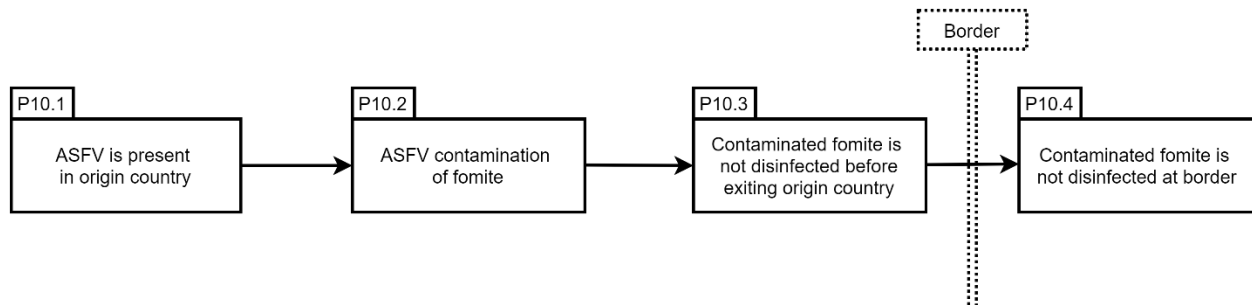 Border
P10.1
ASFV is present
in origin country
P10.2
ASFV contamination
of fomite
P10.3
Contaminated fomite is
not disinfected before
exiting origin country
P10.4
Contaminated fomite is
not disinfected at border